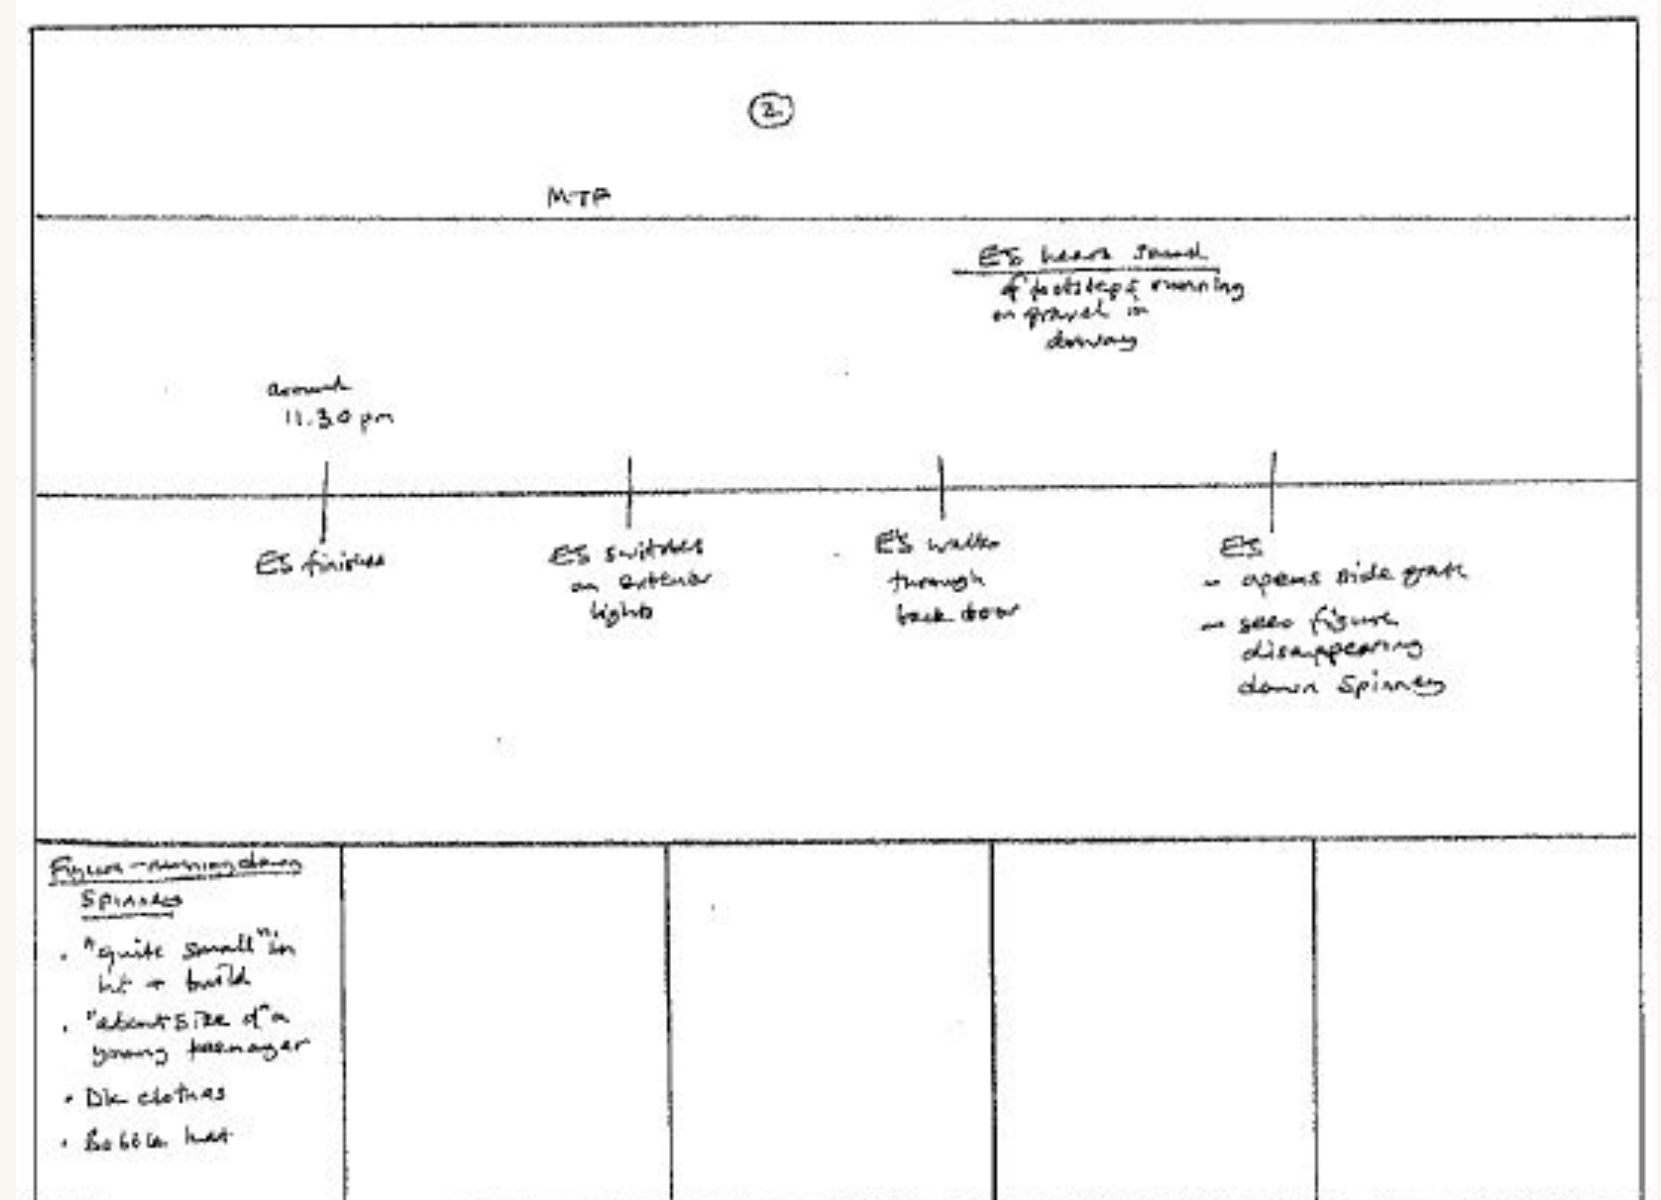 2
MTP
ES hears sound
of footsteps running
on gravel in
driveway
around
11.30 pm
ES finishes
ES switches
on exterior
lights
ES walks
through
back door
ES
- opens side gate
- sees figure
disappearing
down Spinney
Figure - running down
Spinney
• "quite small" in
ht + build
• "about size of" a
young teenager
• Dk clothes
• Bobble hat